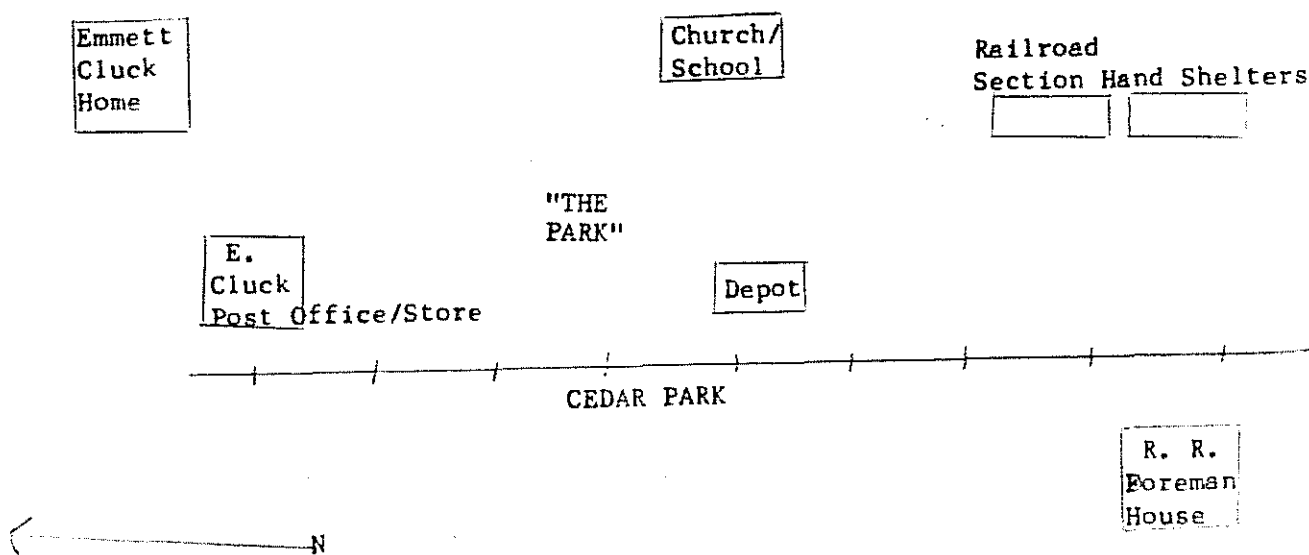 Emmett
Cluck
Home
Church/
School
Railroad
Section Hand Shelters
"THE
PARK"
E.
Cluck
Post Office/Store
Depot
CEDAR PARK
R. R.
Foreman
House
N